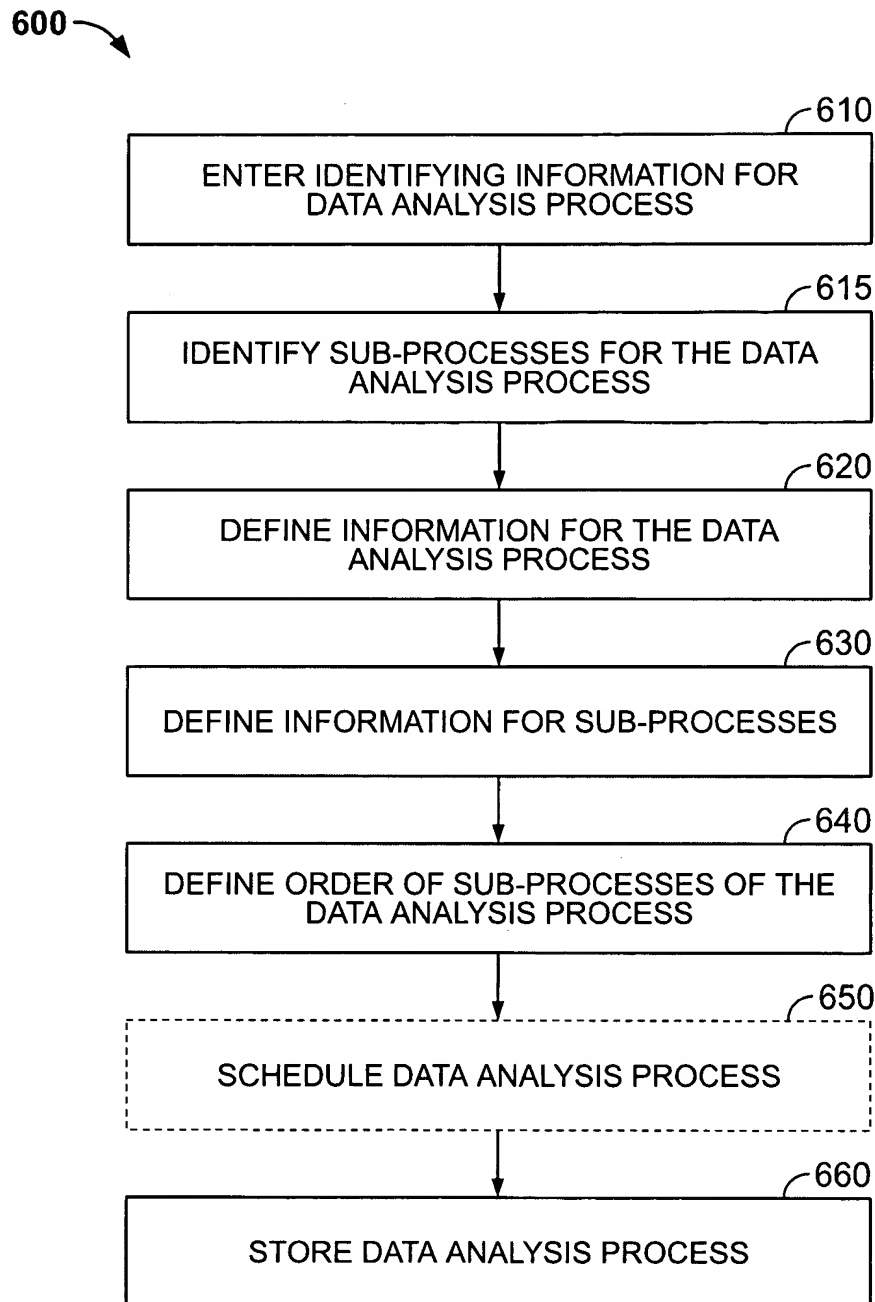 600
610
ENTER IDENTIFYING INFORMATION FOR
DATA ANALYSIS PROCESS
615
IDENTIFY SUB-PROCESSES FOR THE DATA
ANALYSIS PROCESS
620
DEFINE INFORMATION FOR THE DATA
ANALYSIS PROCESS
630
DEFINE INFORMATION FOR SUB-PROCESSES
640
DEFINE ORDER OF SUB-PROCESSES OF THE
DATA ANALYSIS PROCESS
650
SCHEDULE DATA ANALYSIS PROCESS
660
STORE DATA ANALYSIS PROCESS